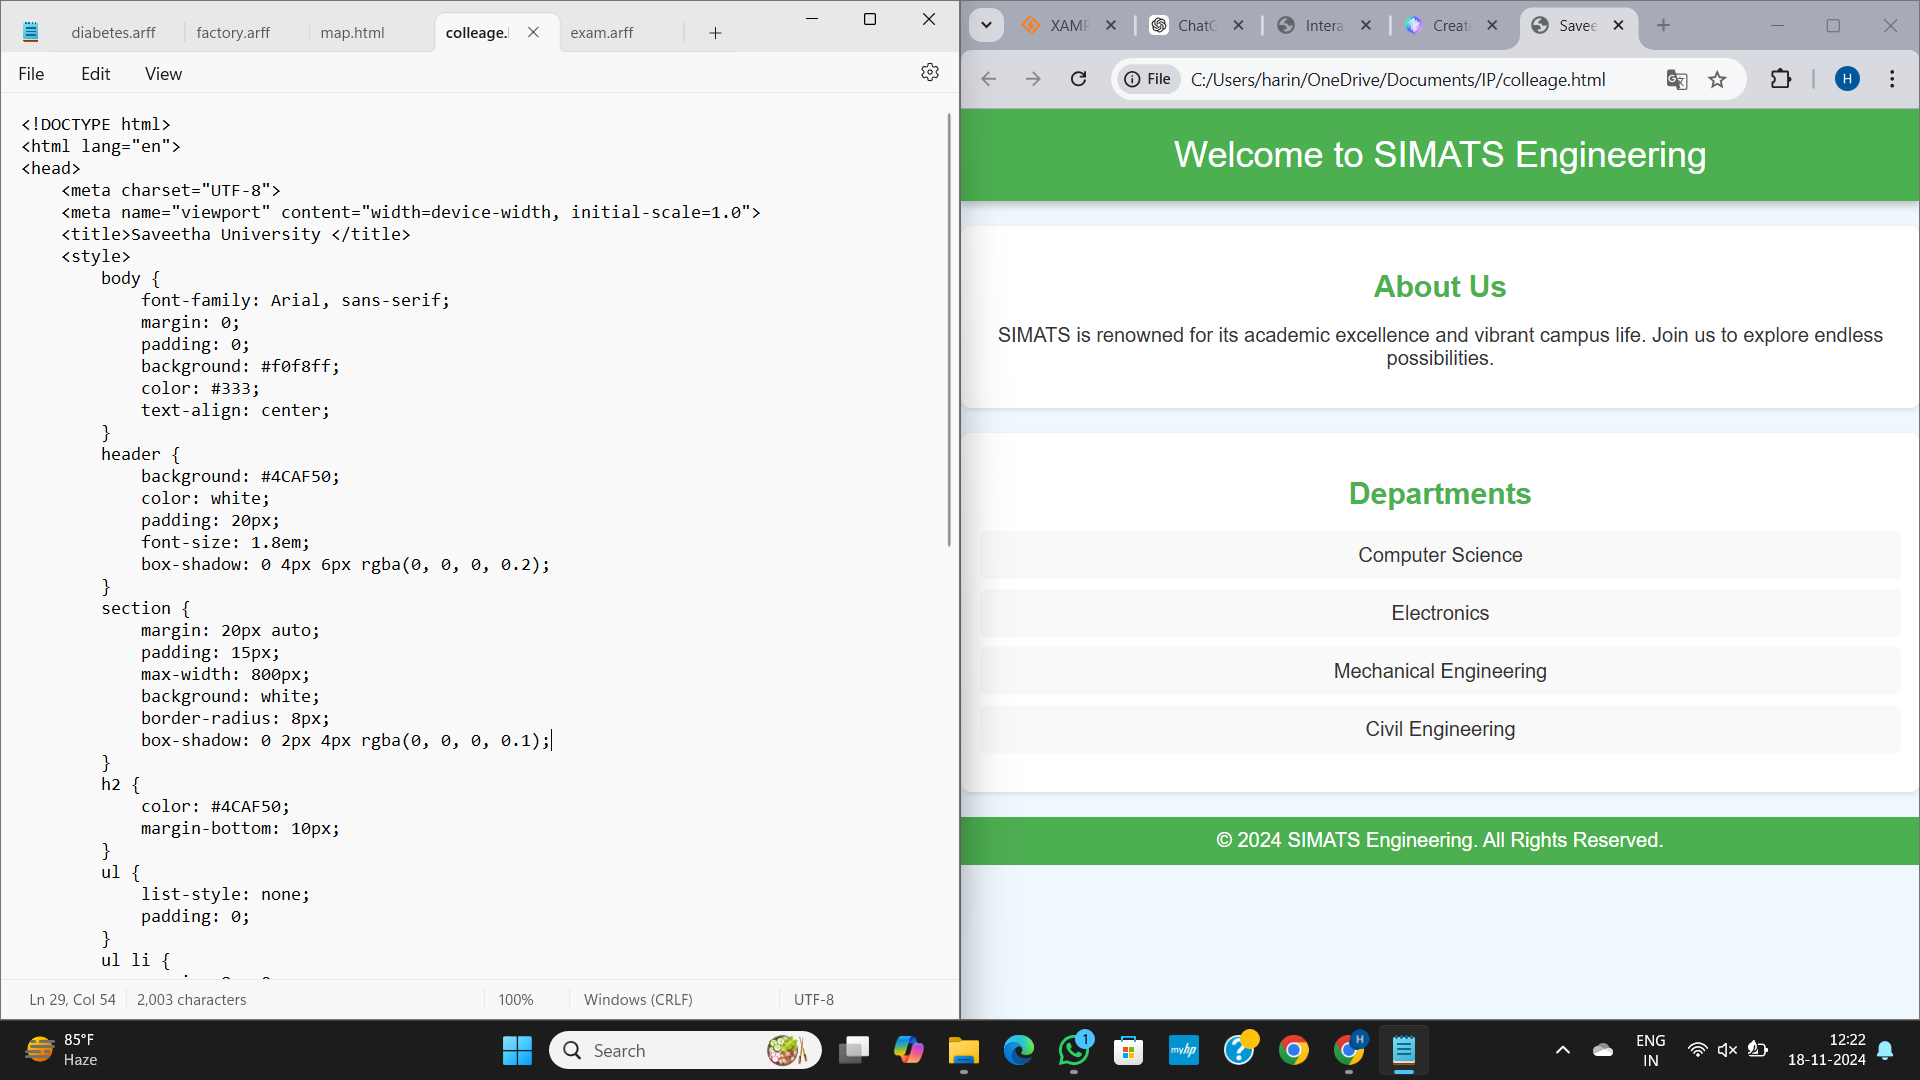 diabetes.arff
factory.arff
map.html
colleage.
exam.arff
File
Edit
View
<!DOCTYPE html>
<html lang="en">
<head>
<meta charset="UTF-8">
<meta name="viewport" content="width=device-width, initial-scale=1.0">
<title>Saveetha University </title>
<style>
body {
font-family: Arial, sans-serif;
margin: 0;
padding: 0;
background: #f0f8ff;
color: #333;
text-align: center;
}
header {
background: #4CAF50;
color: white;
padding: 20px;
font-size: 1.8em;
box-shadow: 0 4px 6px rgba(0, 0, 0, 0.2);
}
section {
margin: 20px auto;
padding: 15px;
max-width: 800px;
background: white;
border-radius: 8px;
box-shadow: 0 2px 4px rgba(0, 0, 0, 0.1);
}
h2 {
color: #4CAF50;
margin-bottom: 10px;
}
ul {
list-style: none;
padding: 0;
}
ul li {
Ln 29, Col 54
2,003 characters
100%
Windows (CRLF)
UTF-8
XAMP
ChatG
Intera
Creat
Savee
File
C:/Users/harin/OneDrive/Documents/IP/colleage.html
H
Welcome to SIMATS Engineering
About Us
SIMATS is renowned for its academic excellence and vibrant campus life. Join us to explore endless
possibilities.
Departments
Computer Science
Electronics
Mechanical Engineering
Civil Engineering
© 2024 SIMATS Engineering. All Rights Reserved.
85°F
Haze
Search
1
myhp
H
ENG
IN
12:22
18-11-2024